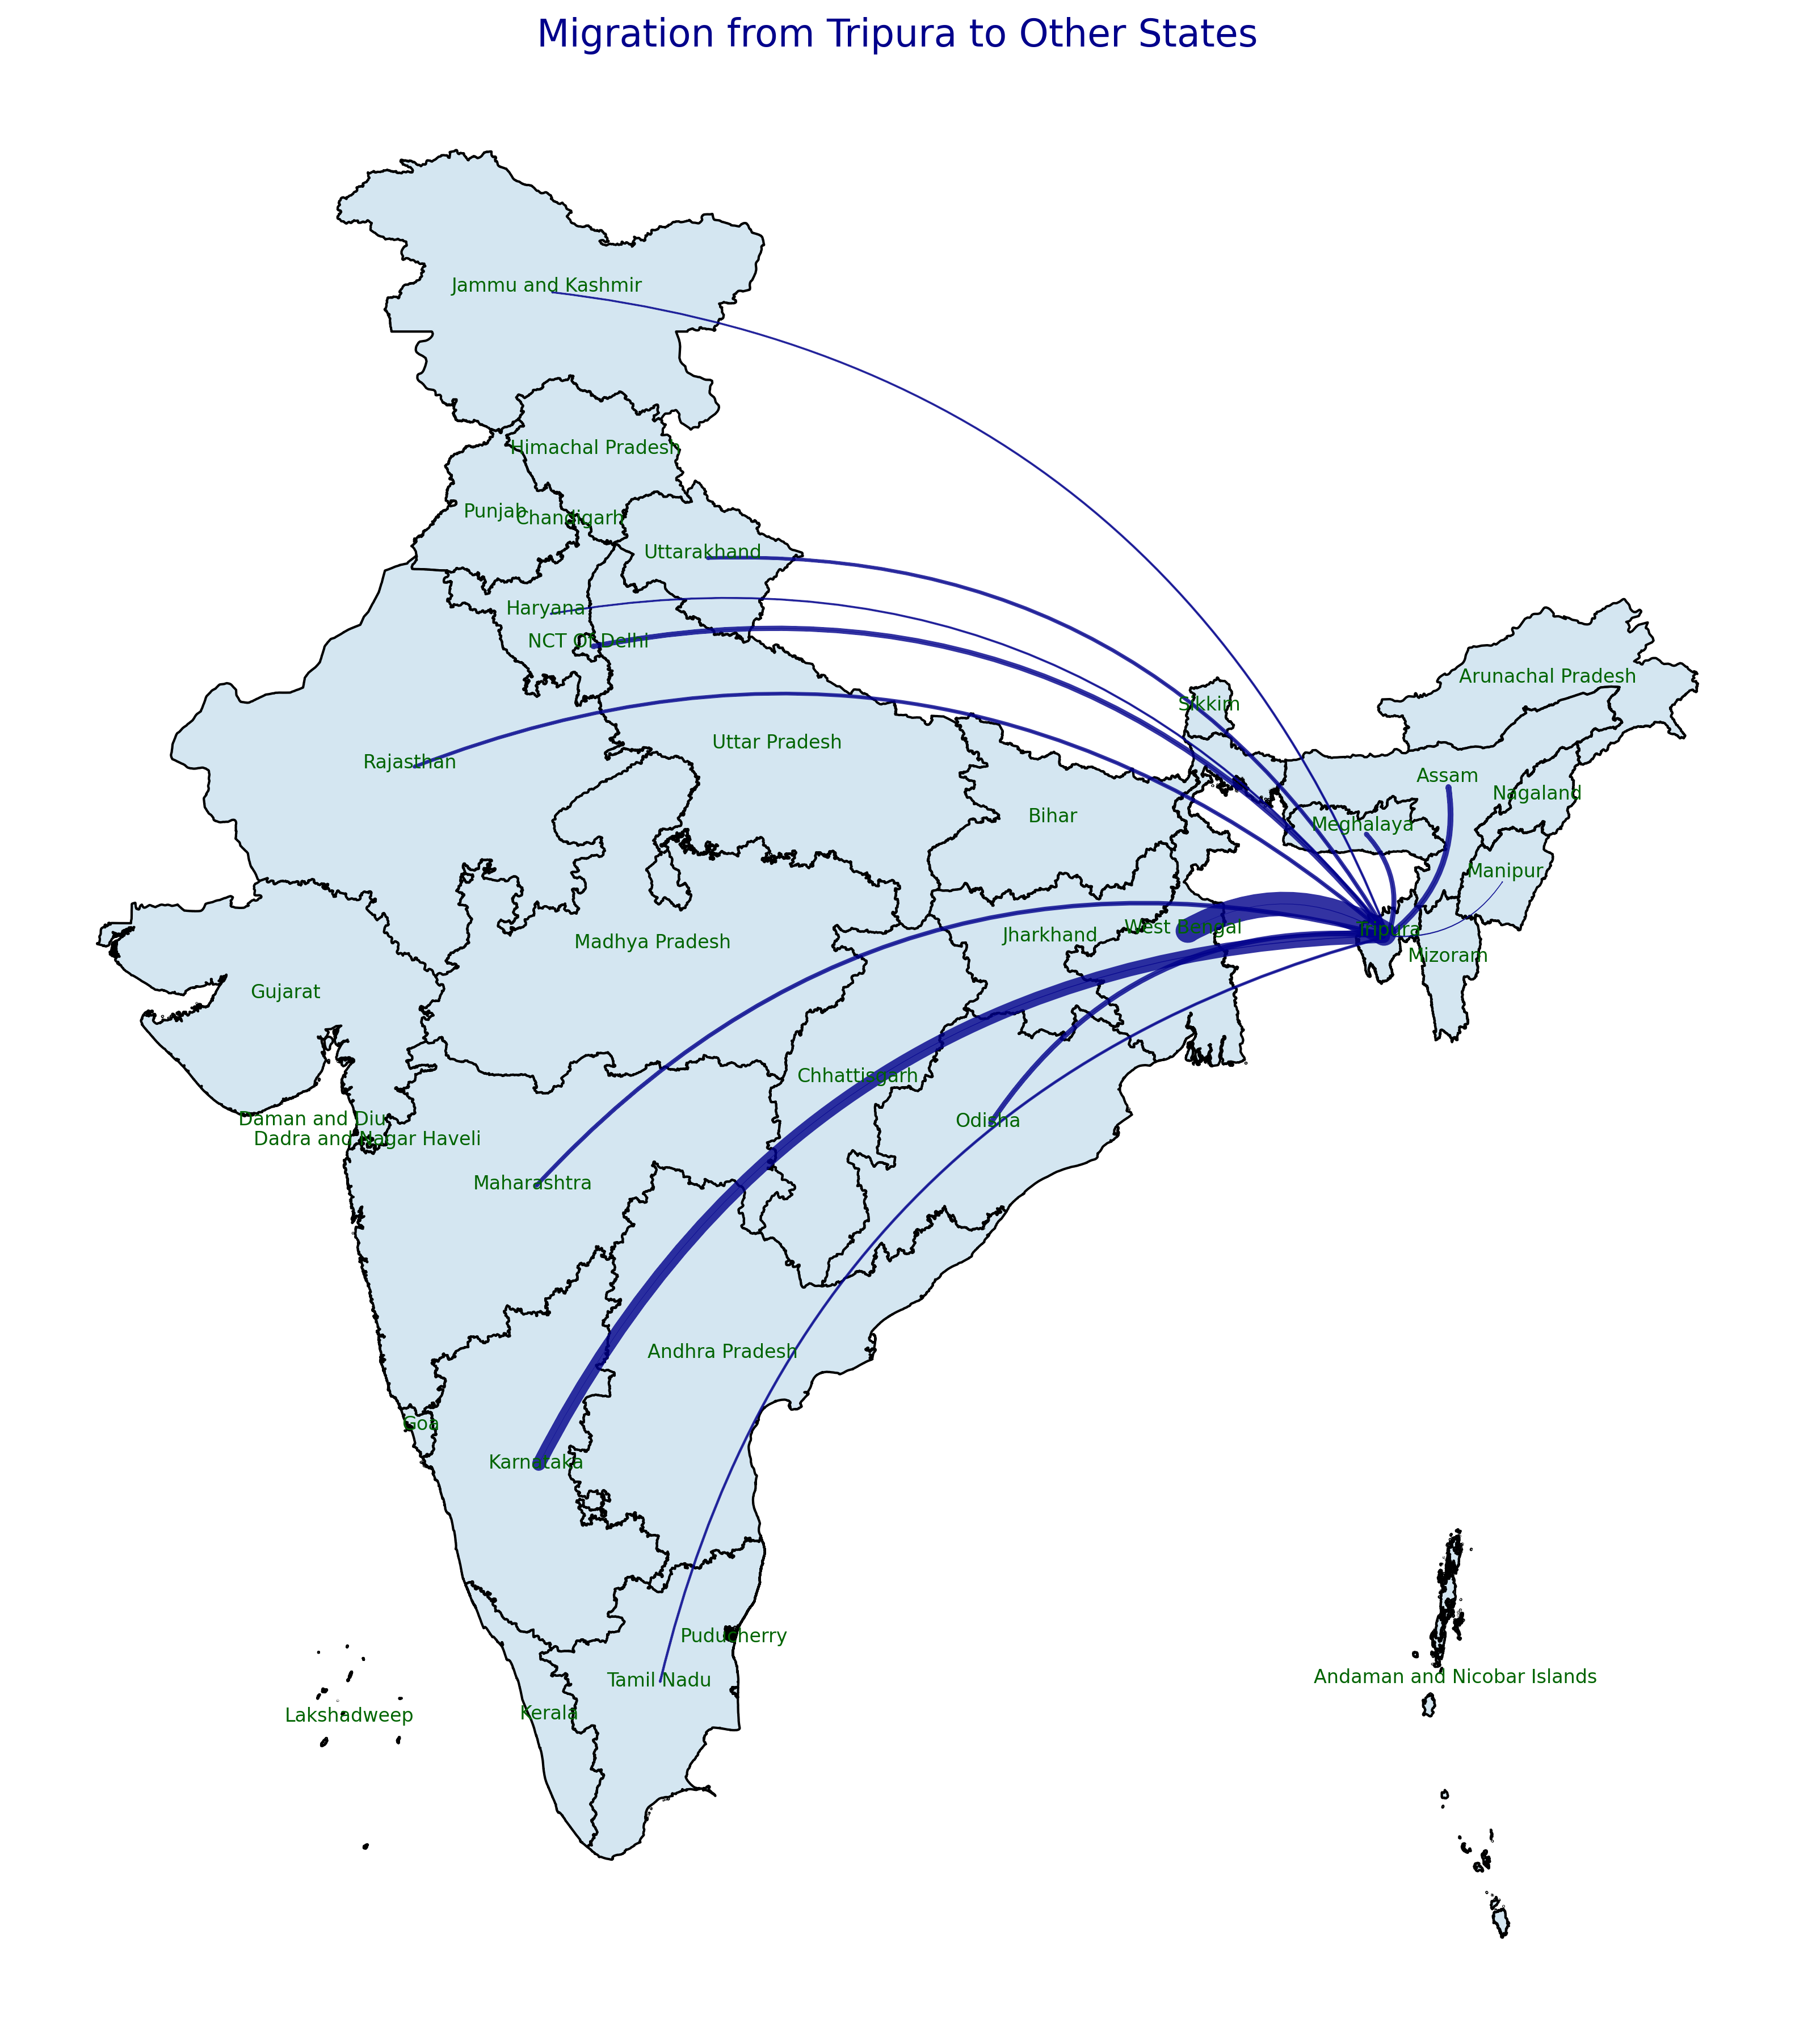 Migration from Tripura to Other States
Jammu and Kashmir
Himachal Pradesh
Punjab
Chandigarh
Uttarakhand
Haryana
NCT Of Delhi
Arunachal Pradesh
Sikkim
Uttar Pradesh
Rajasthan
Assam
Nagaland
Bihar
Meghalaya
Manipur
West Bengal
Tripura
Jharkhand
Madhya Pradesh
Mizoram
Gujarat
Chhattisgarh
Daman and Diu
Odisha
Dadra and Nagar Haveli
Maharashtra
Andhra Pradesh
Goa
Karnataka
Puducherry
Andaman and Nicobar Islands
Tamil Nadu
Kerala
Lakshadweep